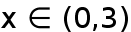 x ∈ (0,3)